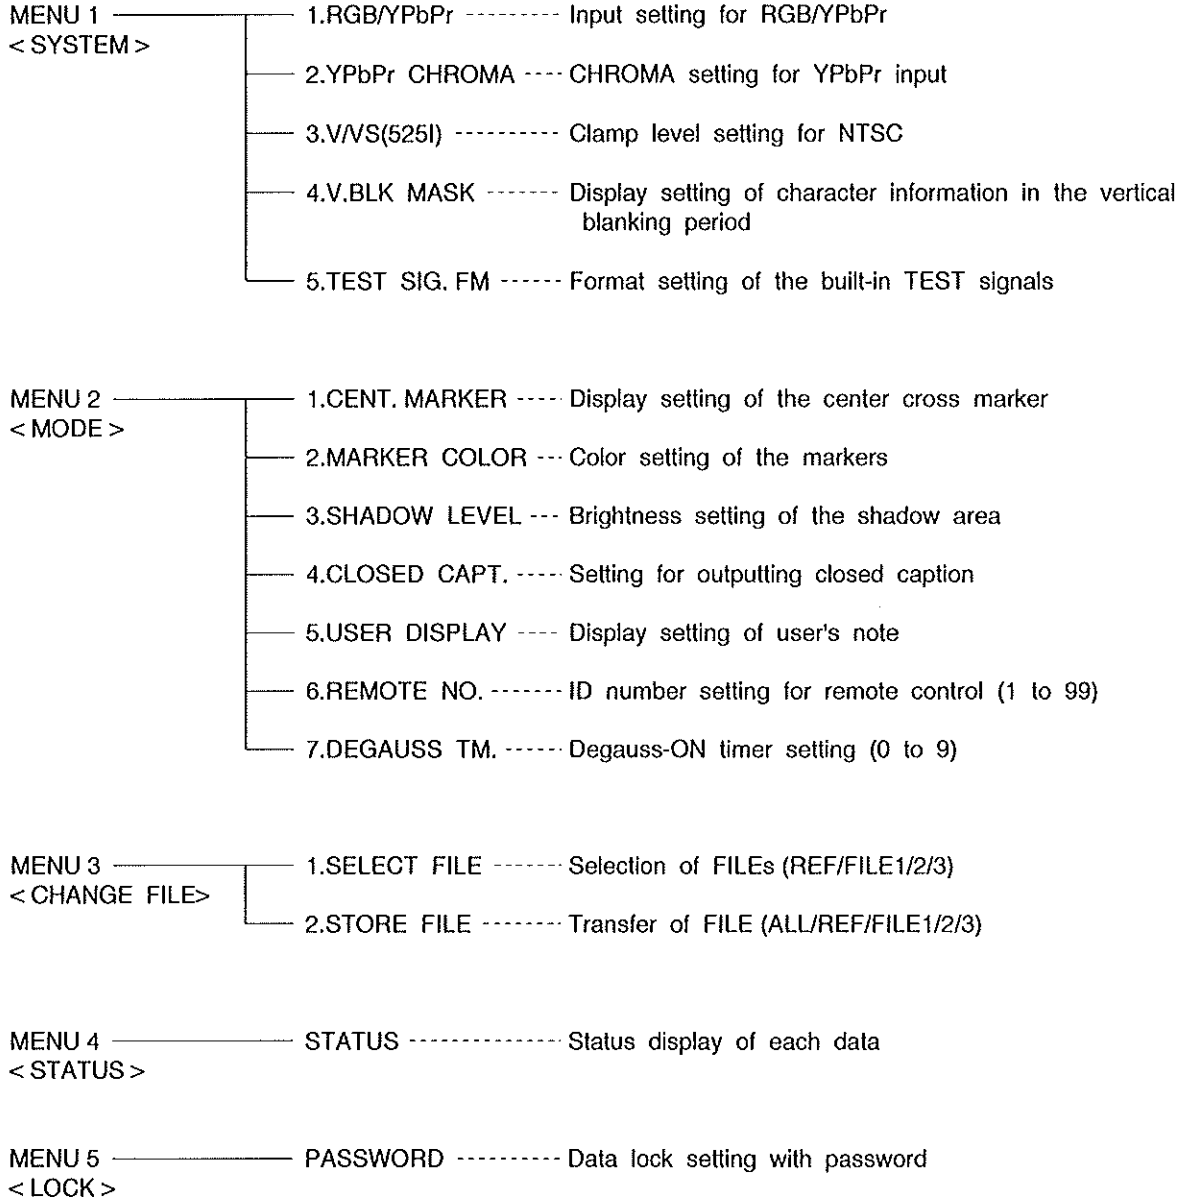 MENU 1 1.RGB/YPbPr Input setting for RGB/YPbPr
< SYSTEM >
2.YPbPr CHROMA CHROMA setting for YPbPr input
3.V/VS(525I) Clamp level setting for NTSC
4.V.BLK MASK Display setting of character information in the vertical
blanking period
5.TEST SIG. FM Format setting of the built-in TEST signals
MENU 2 1.CENT. MARKER Display setting of the center cross marker
< MODE >
2.MARKER COLOR Color setting of the markers
3.SHADOW LEVEL Brightness setting of the shadow area
4.CLOSED CAPT. Setting for outputting closed caption
5.USER DISPLAY Display setting of user's note
6.REMOTE NO. ID number setting for remote control (1 to 99)
7.DEGAUSS TM. Degauss-ON timer setting (0 to 9)
MENU 3 1.SELECT FILE Selection of FILEs (REF/FILE1/2/3)
< CHANGE FILE>
2.STORE FILE Transfer of FILE (ALL/REF/FILE1/2/3)
MENU 4 STATUS Status display of each data
< STATUS >
MENU 5 PASSWORD Data lock setting with password
< LOCK >